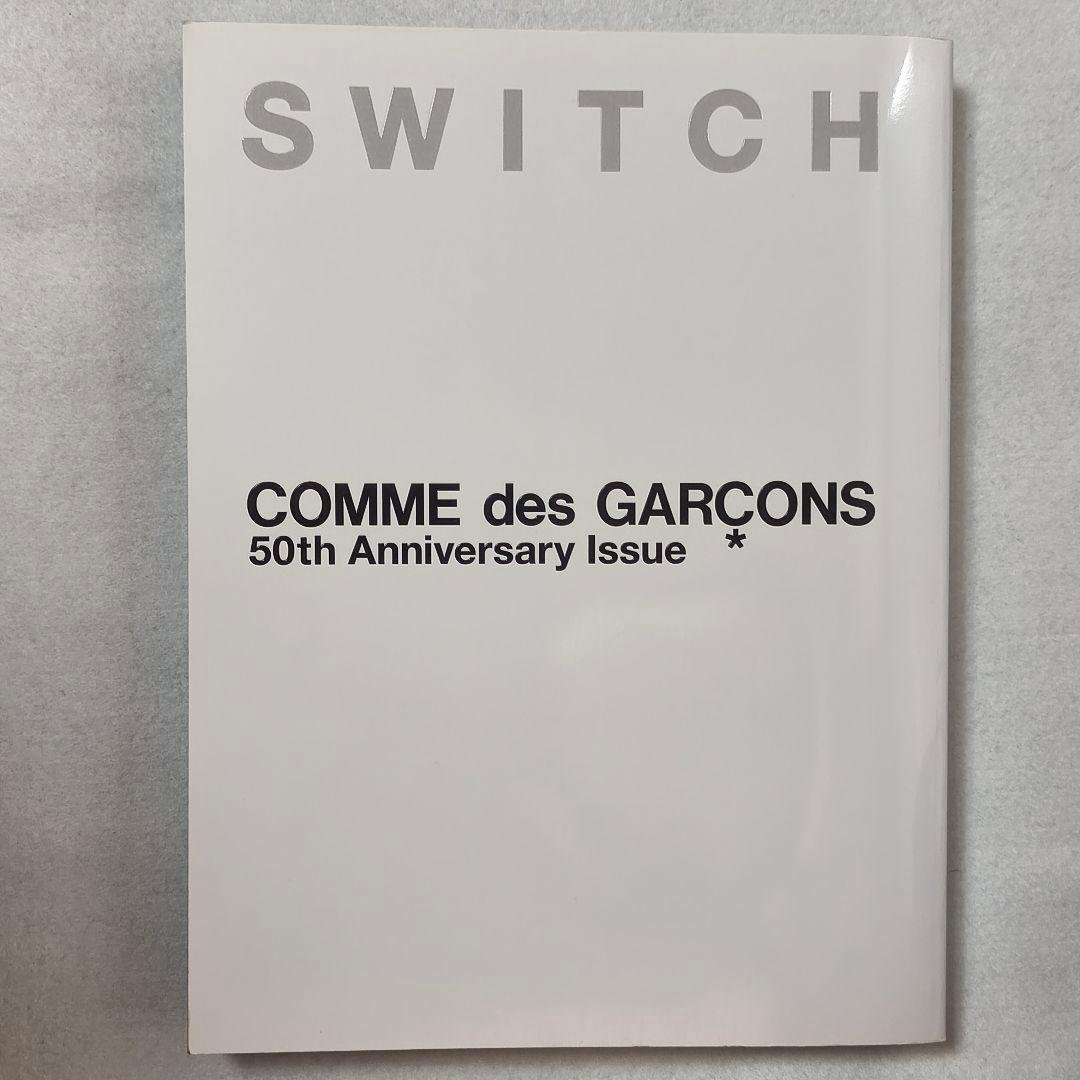 SWITCH
COMME des GARÇONS
50th Anniversary Issue *